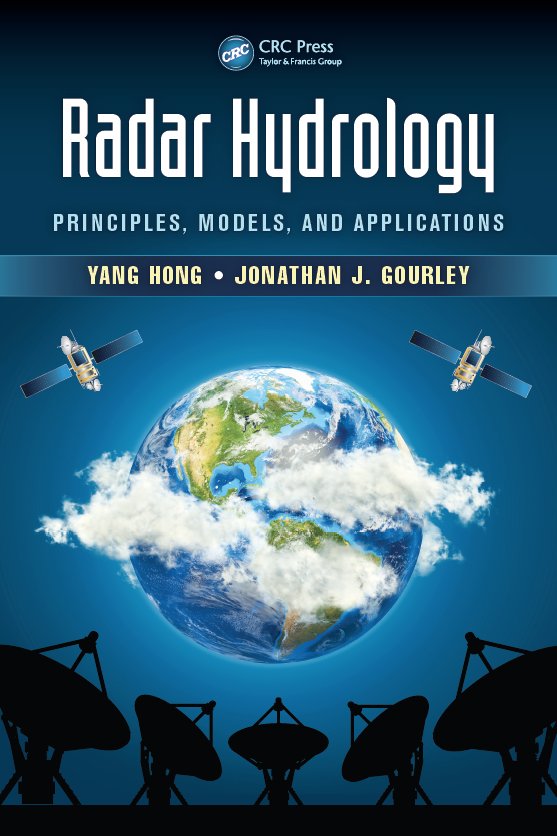 CRC
CRC Press
Taylor & Francis Group
Radar Hydrology
PRINCIPLES, MODELS, AND APPLICATIONS
YANG HONG • JONATHAN J. GOURLEY